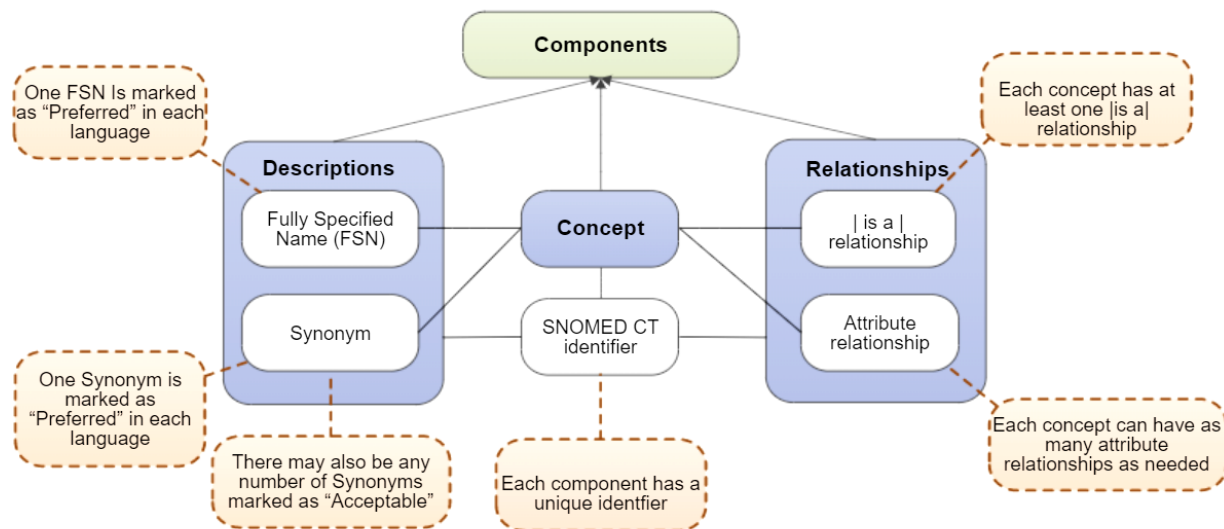 Components
One FSN Is marked
as “Preferred” in each
language
Each concept has at
least one |is a|
relationship
Descriptions
Fully Specified
Name (FSN)
Synonym
Concept
SNOMED CT
identifier
Relationships
| is a |
relationship
Attribute
relationship
One Synonym is
marked as
“Preferred” in each
language
There may also be any
number of Synonyms
marked as “Acceptable”
Each component has a
unique identfier
Each concept can have as
many attribute
relationships as needed